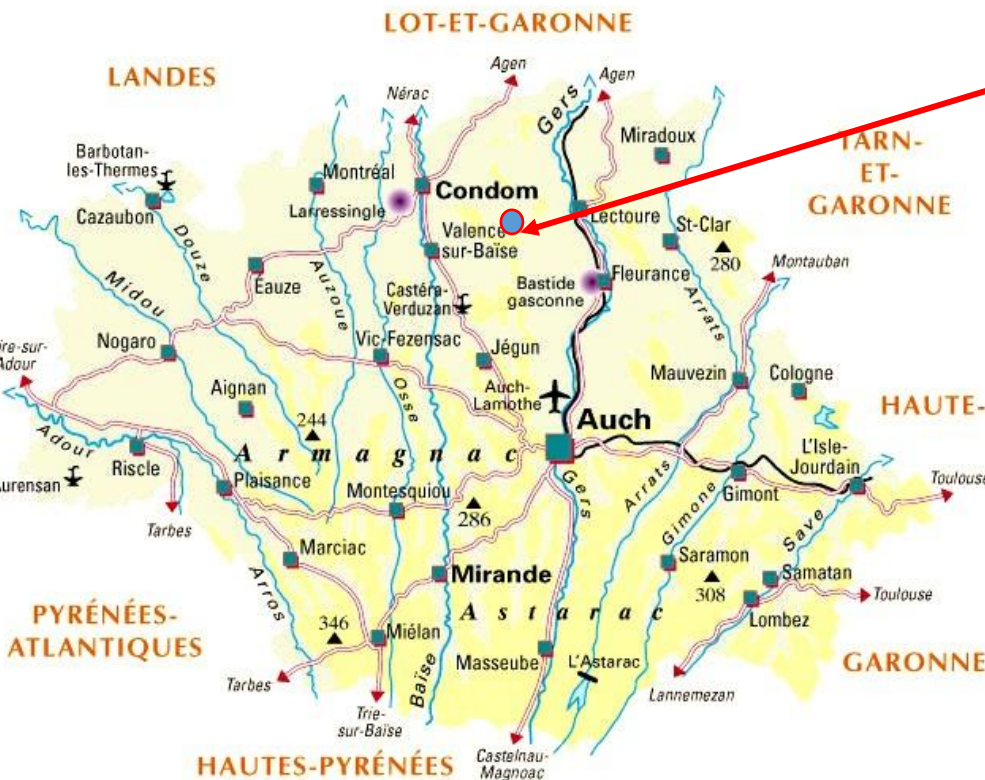 LOT-ET-GARONNE
LANDES
Agen
Agen
Nérac
Gers
Miradoux
TARN-
ET-
GARONNE
Barbotan-
les-Thermes
Montréal
Condom
Cazaubon
Larressingle
Lectoure
St-Clar
Valence
sur-Baïse
280
Montauban
Douze
Midou
Auzoue
Eauze
Castéra-
Verduzan
Bastide
gasconne
Fleurance
Arrats
Nogaro
Vic-Fezensac
Jégun
Adour
Aignan
Osse
Auch-
Lamothe
Mauvezin
Cologne
244
Auch
HAUTE-
Adour
Riscle
Armagnac
L'Isle-
Jourdain
Plaisance
Montesquiou
286
Gers
Arrats
Gimone
Gimont
Save
Toulouse
Tarbes
Marciac
Mirande
Saramon
308
Samatan
Toulouse
Arros
Astarac
Lombez
PYRÉNÉES-
ATLANTIQUES
346
Miélan
Baïse
Masseube
L'Astarac
GARONNE
Tarbes
Lannemezan
Trie-
sur-Baïse
HAUTES-PYRÉNÉES
Castelnau-
Magnoac